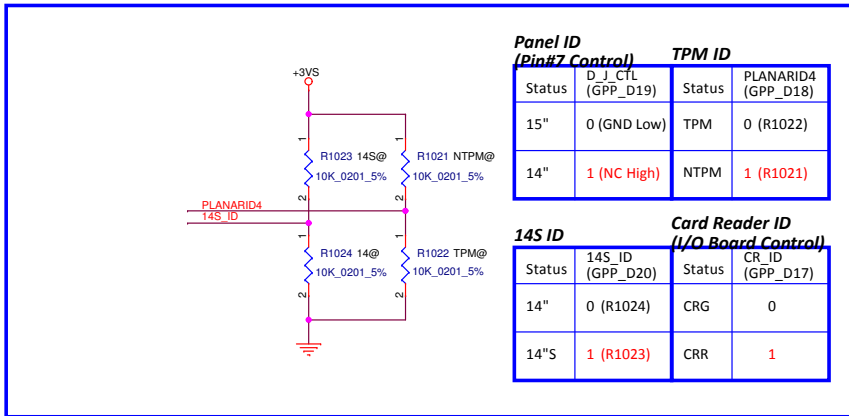 +3VS
1
1
R1023 14S@
R1021 NTPM@
10K_0201_5%
10K_0201_5%
2
2
PLANARID4
14S_ID
1
1
R1024 14@
R1022 TPM@
10K_0201_5%
10K_0201_5%
2
2
Panel ID
(Pin#7 Control)
Status D_J_CTL
(GPP_D19)
15" 0 (GND Low)
14" 1 (NC High)
TPM ID
Status PLANARID4
(GPP_D18)
TPM 0 (R1022)
NTPM 1 (R1021)
14S ID
Status 14S_ID
(GPP_D20)
14" 0 (R1024)
14"S 1 (R1023)
Card Reader ID
(I/O Board Control)
Status CR_ID
(GPP_D17)
CRG 0
CRR 1